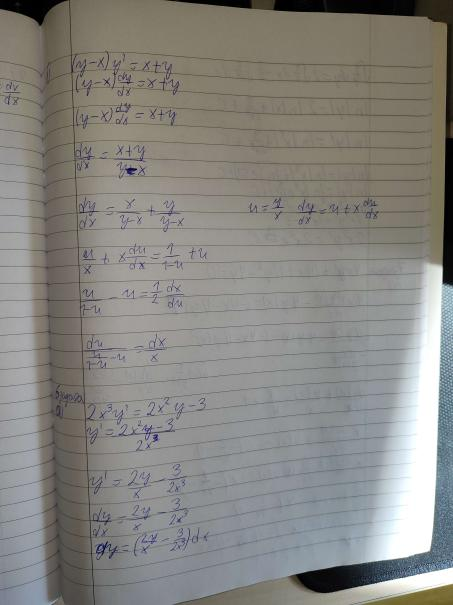 (y-x)y' = x+y
(y-x)dy/dx = x+y
(y-x)dy/dx = x+y
dy/dx = (x+y)/(y-x)
dy/dx = x/(y-x) + y/(y-x)
u = y/x dy/dx = u + x du/dx
u/x + x du/dx = 1/(1-u) + u
u/(1-u) - u = 1/2 dx/du
dx/x
2x³y' = 2x²y-3
y' = (2x²y-3)/2x³
y' = 2y/x - 3/2x³
dy/dx = 2y/x - 3/2x³
dy = (2y/x - 3/2x³)dx
dx
dx